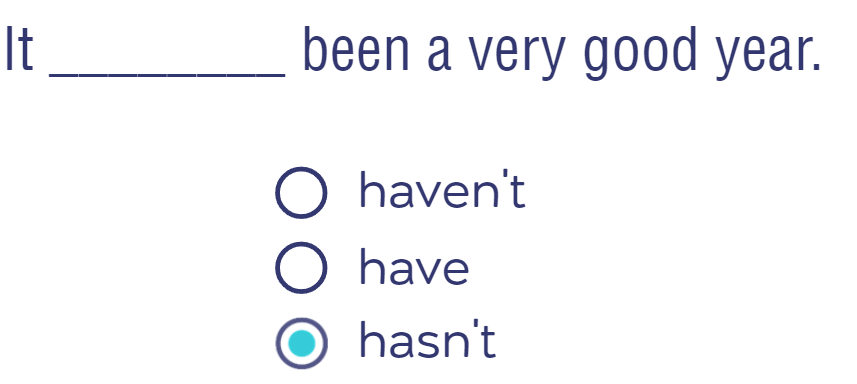 It ________ been a very good year.
haven't
have
hasn't